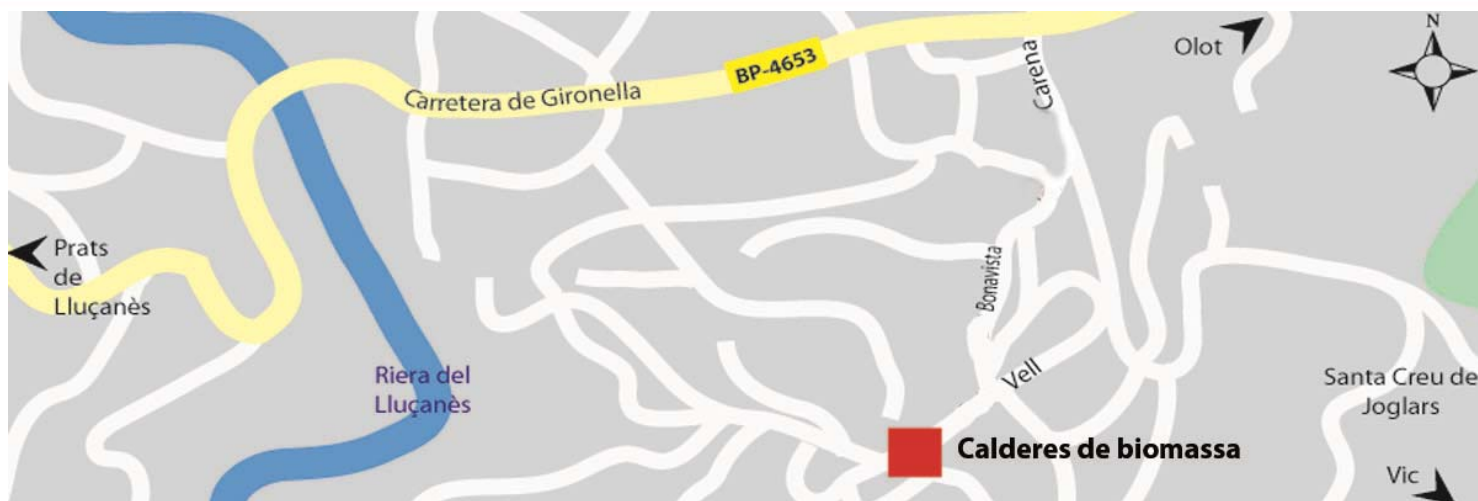 N
Olot
BP-4653
Carretera de Gironella
Carena
Prats
de
Lluçanès
Bonavista
Riera del
Lluçanès
Vell
Santa Creu de
Joglars
Calderes de biomassa
Vic